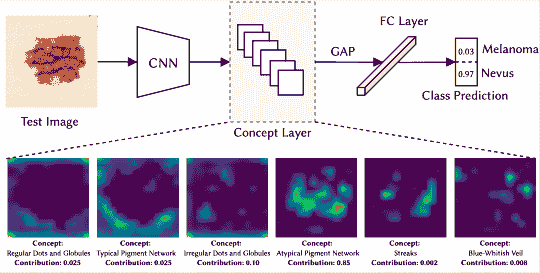 FC Layer
CNN
GAP
0.03 Melanoma
0.97 Nevus
Class Prediction
Test Image
Concept Layer
Concept: Concept: Concept: Concept: Concept: Concept:
Regular Dots and Globules Typical Pigment Network Irregular Dots and Globules Atypical Pigment Network Streaks Blue-Whitish Veil
Contribution: 0.025 Contribution: 0.025 Contribution: 0.10 Contribution: 0.85 Contribution: 0.002 Contribution: 0.008